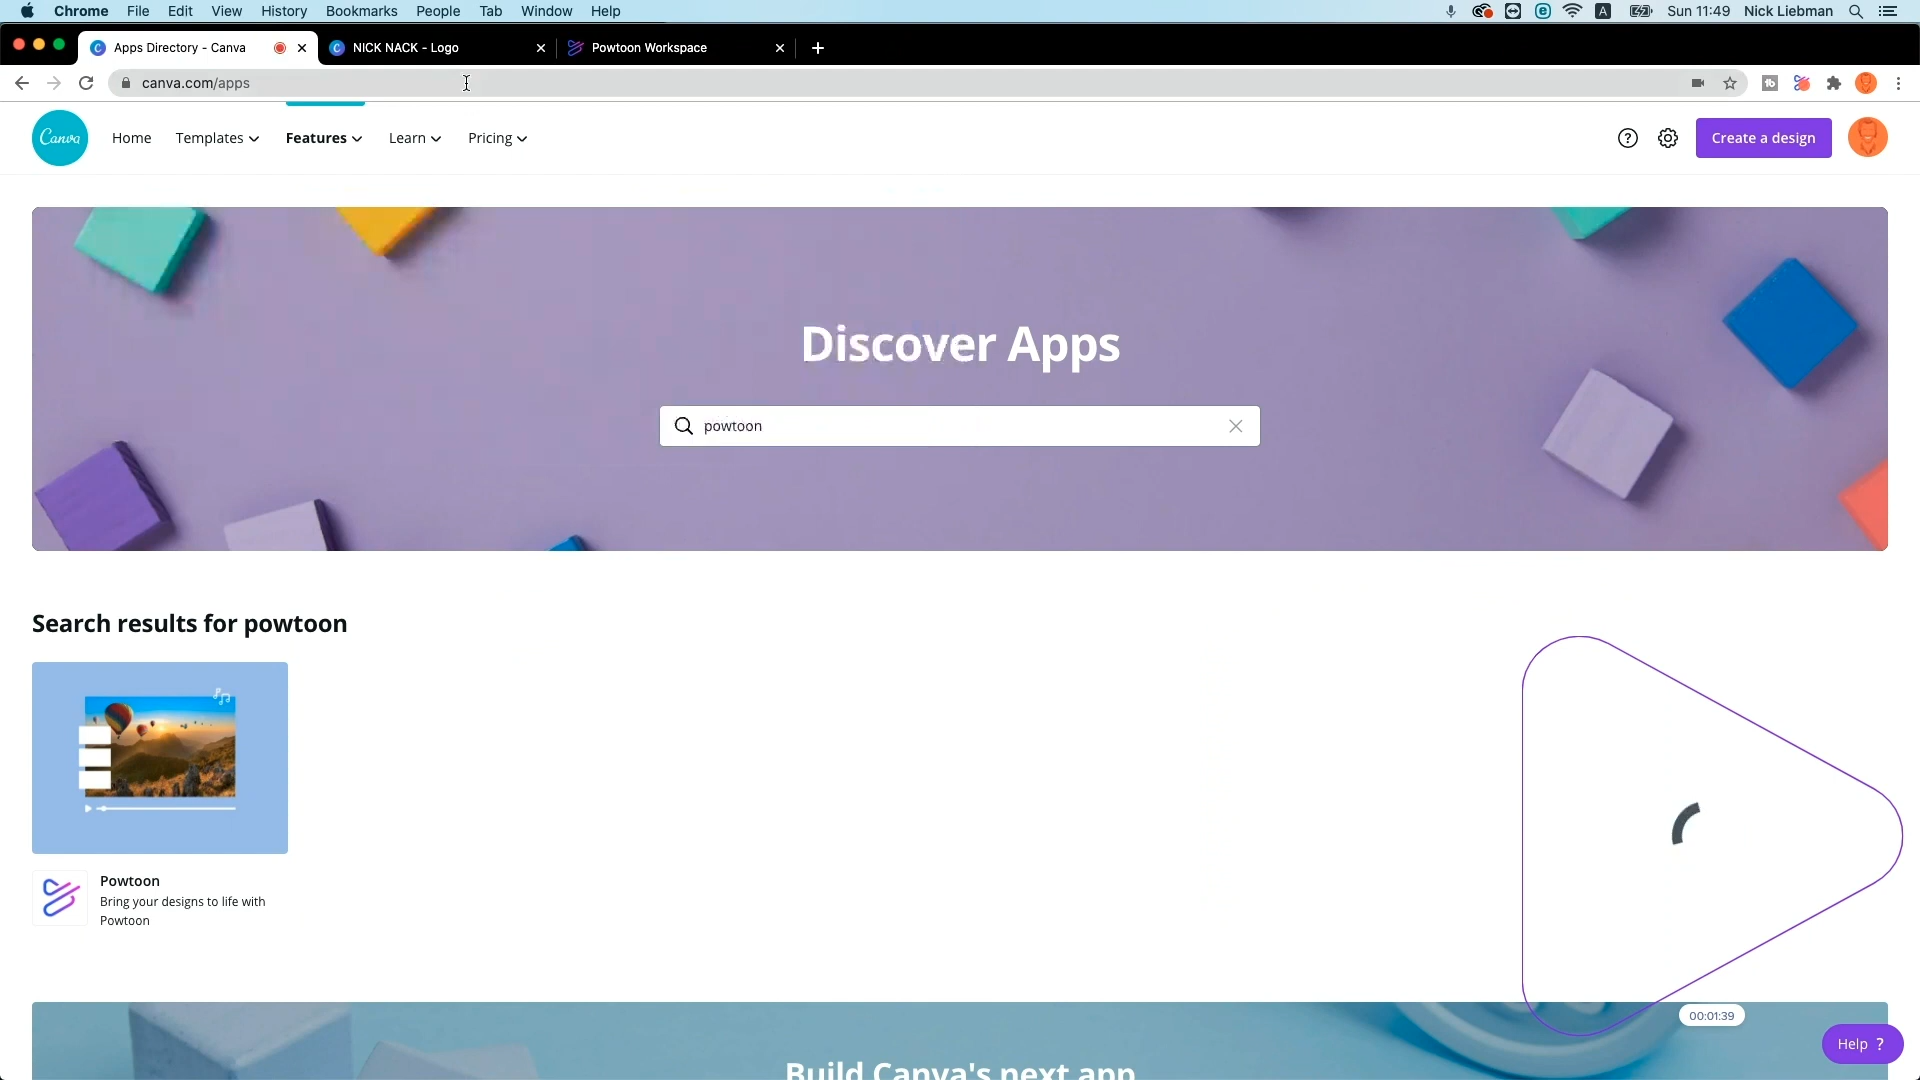 Chrome File Edit View History Bookmarks People Tab Window Help A Sun 11:49 Nick Liebman
Apps Directory - Canva NICK NACK - Logo Powtoon Workspace
canva.com/apps
Canva Home Templates Features Learn Pricing ? Create a design
Discover Apps
powtoon
Search results for powtoon
Powtoon
Bring your designs to life with
Powtoon
00:01:39
Help ?
Build Canva's next app